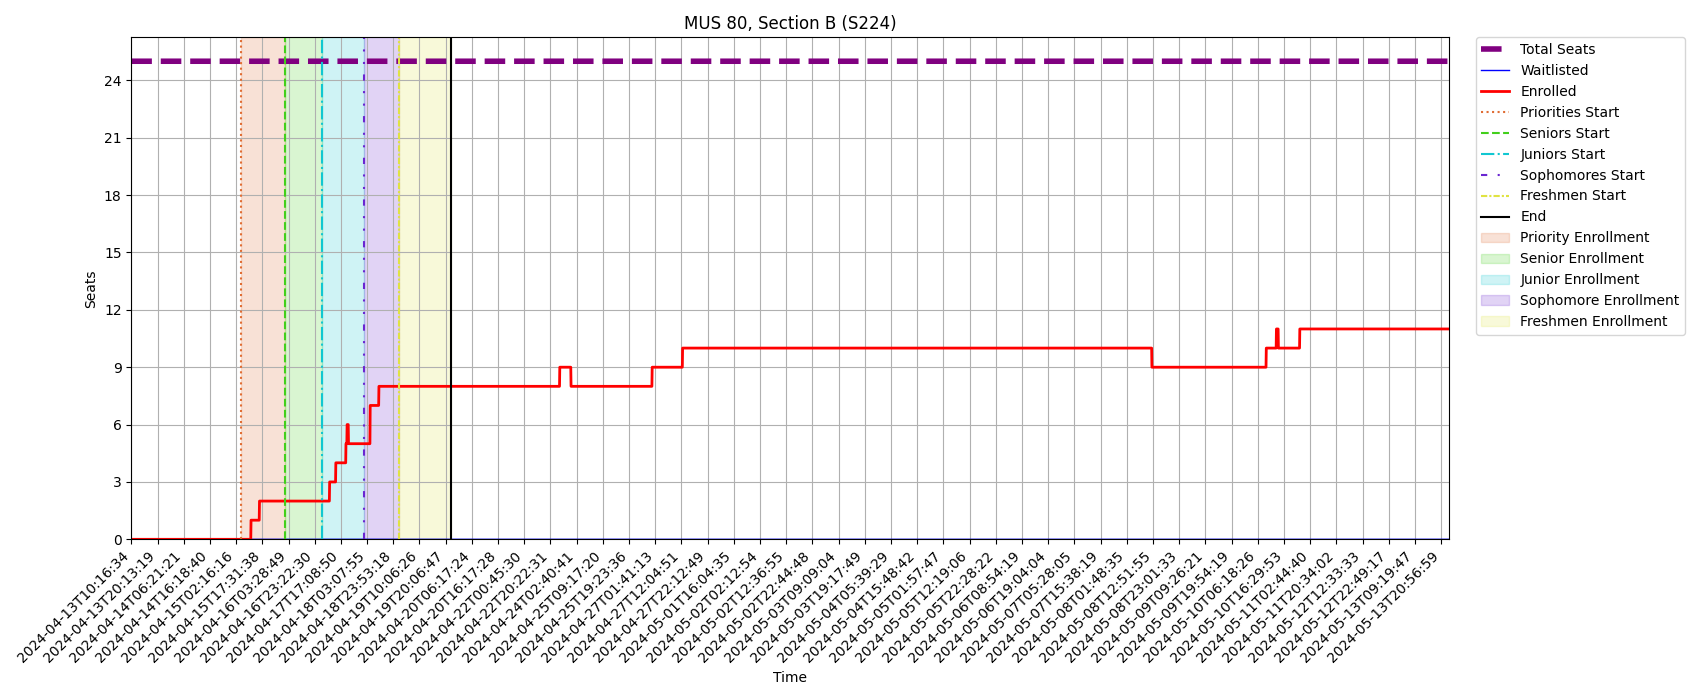 MUS 80, Section B (S224)
Seats
24
21
18
15
12
9
6
3
0
2024-04-13T10:16:34
2024-04-13T20:13:19
2024-04-14T06:21:21
2024-04-14T16:18:40
2024-04-15T02:16:16
2024-04-15T17:31:38
2024-04-16T03:28:49
2024-04-16T23:22:30
2024-04-17T17:08:50
2024-04-18T03:07:55
2024-04-18T23:53:18
2024-04-19T10:06:26
2024-04-19T20:06:47
2024-04-20T06:17:24
2024-04-20T16:17:28
2024-04-22T00:45:30
2024-04-22T20:22:31
2024-04-24T02:40:41
2024-04-25T09:17:20
2024-04-25T19:23:36
2024-04-27T01:41:13
2024-04-27T12:04:51
2024-04-27T22:12:49
2024-05-01T16:04:35
2024-05-02T02:12:54
2024-05-02T12:36:55
2024-05-02T22:44:48
2024-05-03T09:09:04
2024-05-03T19:17:49
2024-05-04T05:39:29
2024-05-04T15:48:42
2024-05-05T01:57:47
2024-05-05T12:19:06
2024-05-05T22:28:22
2024-05-06T08:54:19
2024-05-06T19:04:04
2024-05-07T05:28:05
2024-05-07T15:38:19
2024-05-08T01:48:35
2024-05-08T12:51:55
2024-05-08T23:01:33
2024-05-09T09:26:21
2024-05-09T19:54:19
2024-05-10T06:18:26
2024-05-10T16:29:53
2024-05-11T02:44:40
2024-05-11T20:34:02
2024-05-12T12:33:33
2024-05-12T22:49:17
2024-05-13T09:19:47
2024-05-13T20:56:59
Time
Total Seats
Waitlisted
Enrolled
Priorities Start
Seniors Start
Juniors Start
Sophomores Start
Freshmen Start
End
Priority Enrollment
Senior Enrollment
Junior Enrollment
Sophomore Enrollment
Freshmen Enrollment